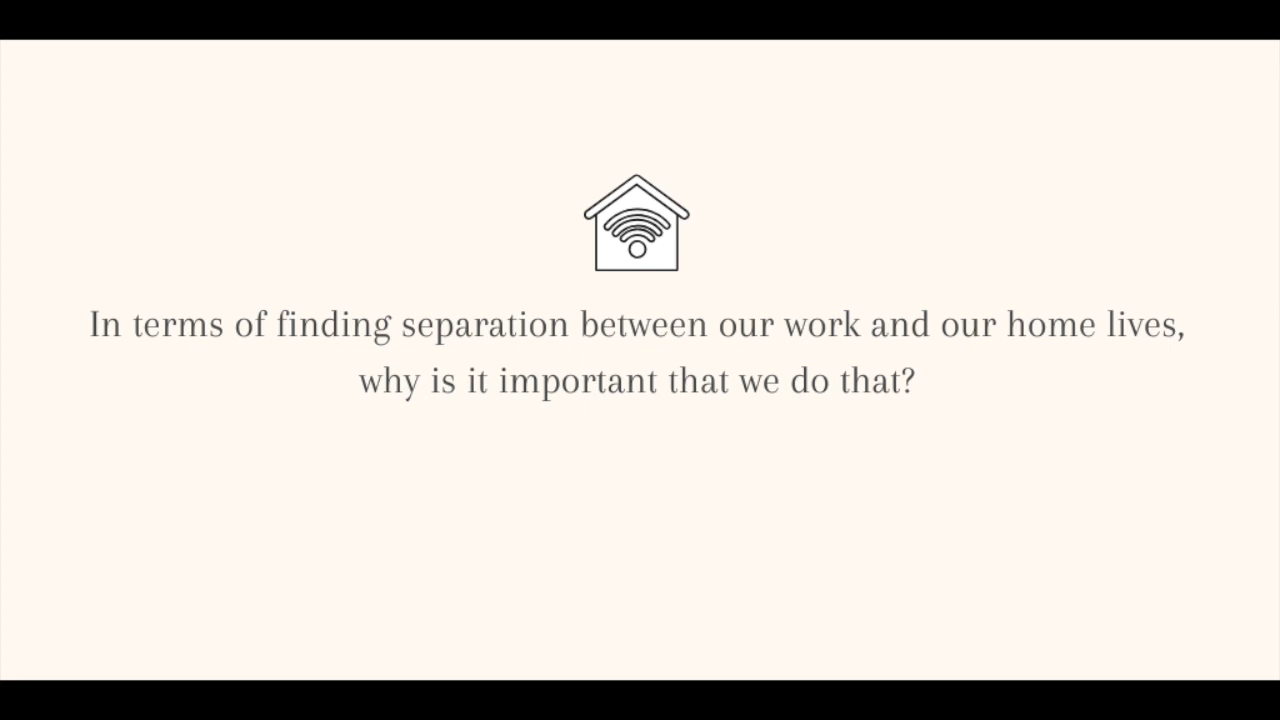 In terms of finding separation between our work and our home lives,
why is it important that we do that?